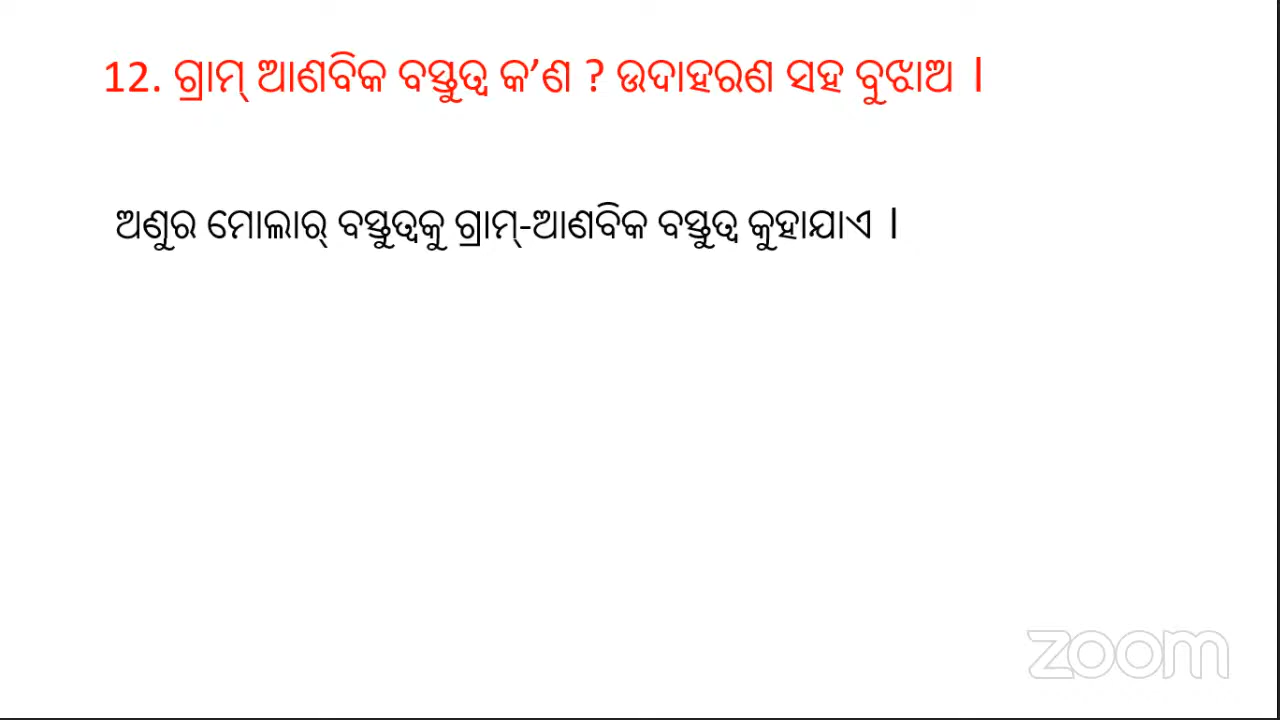 12. ଗ୍ରାମ୍ ଆଣବିକ ବସ୍ତୁତ୍ୱ କ’ଣ ? ଉଦାହରଣ ସହ ବୁଝାଅ ।
ଅଣୁର ମୋଲାର୍ ବସ୍ତୁତ୍ୱକୁ ଗ୍ରାମ୍-ଆଣବିକ ବସ୍ତୁତ୍ୱ କୁହାଯାଏ ।
zoom